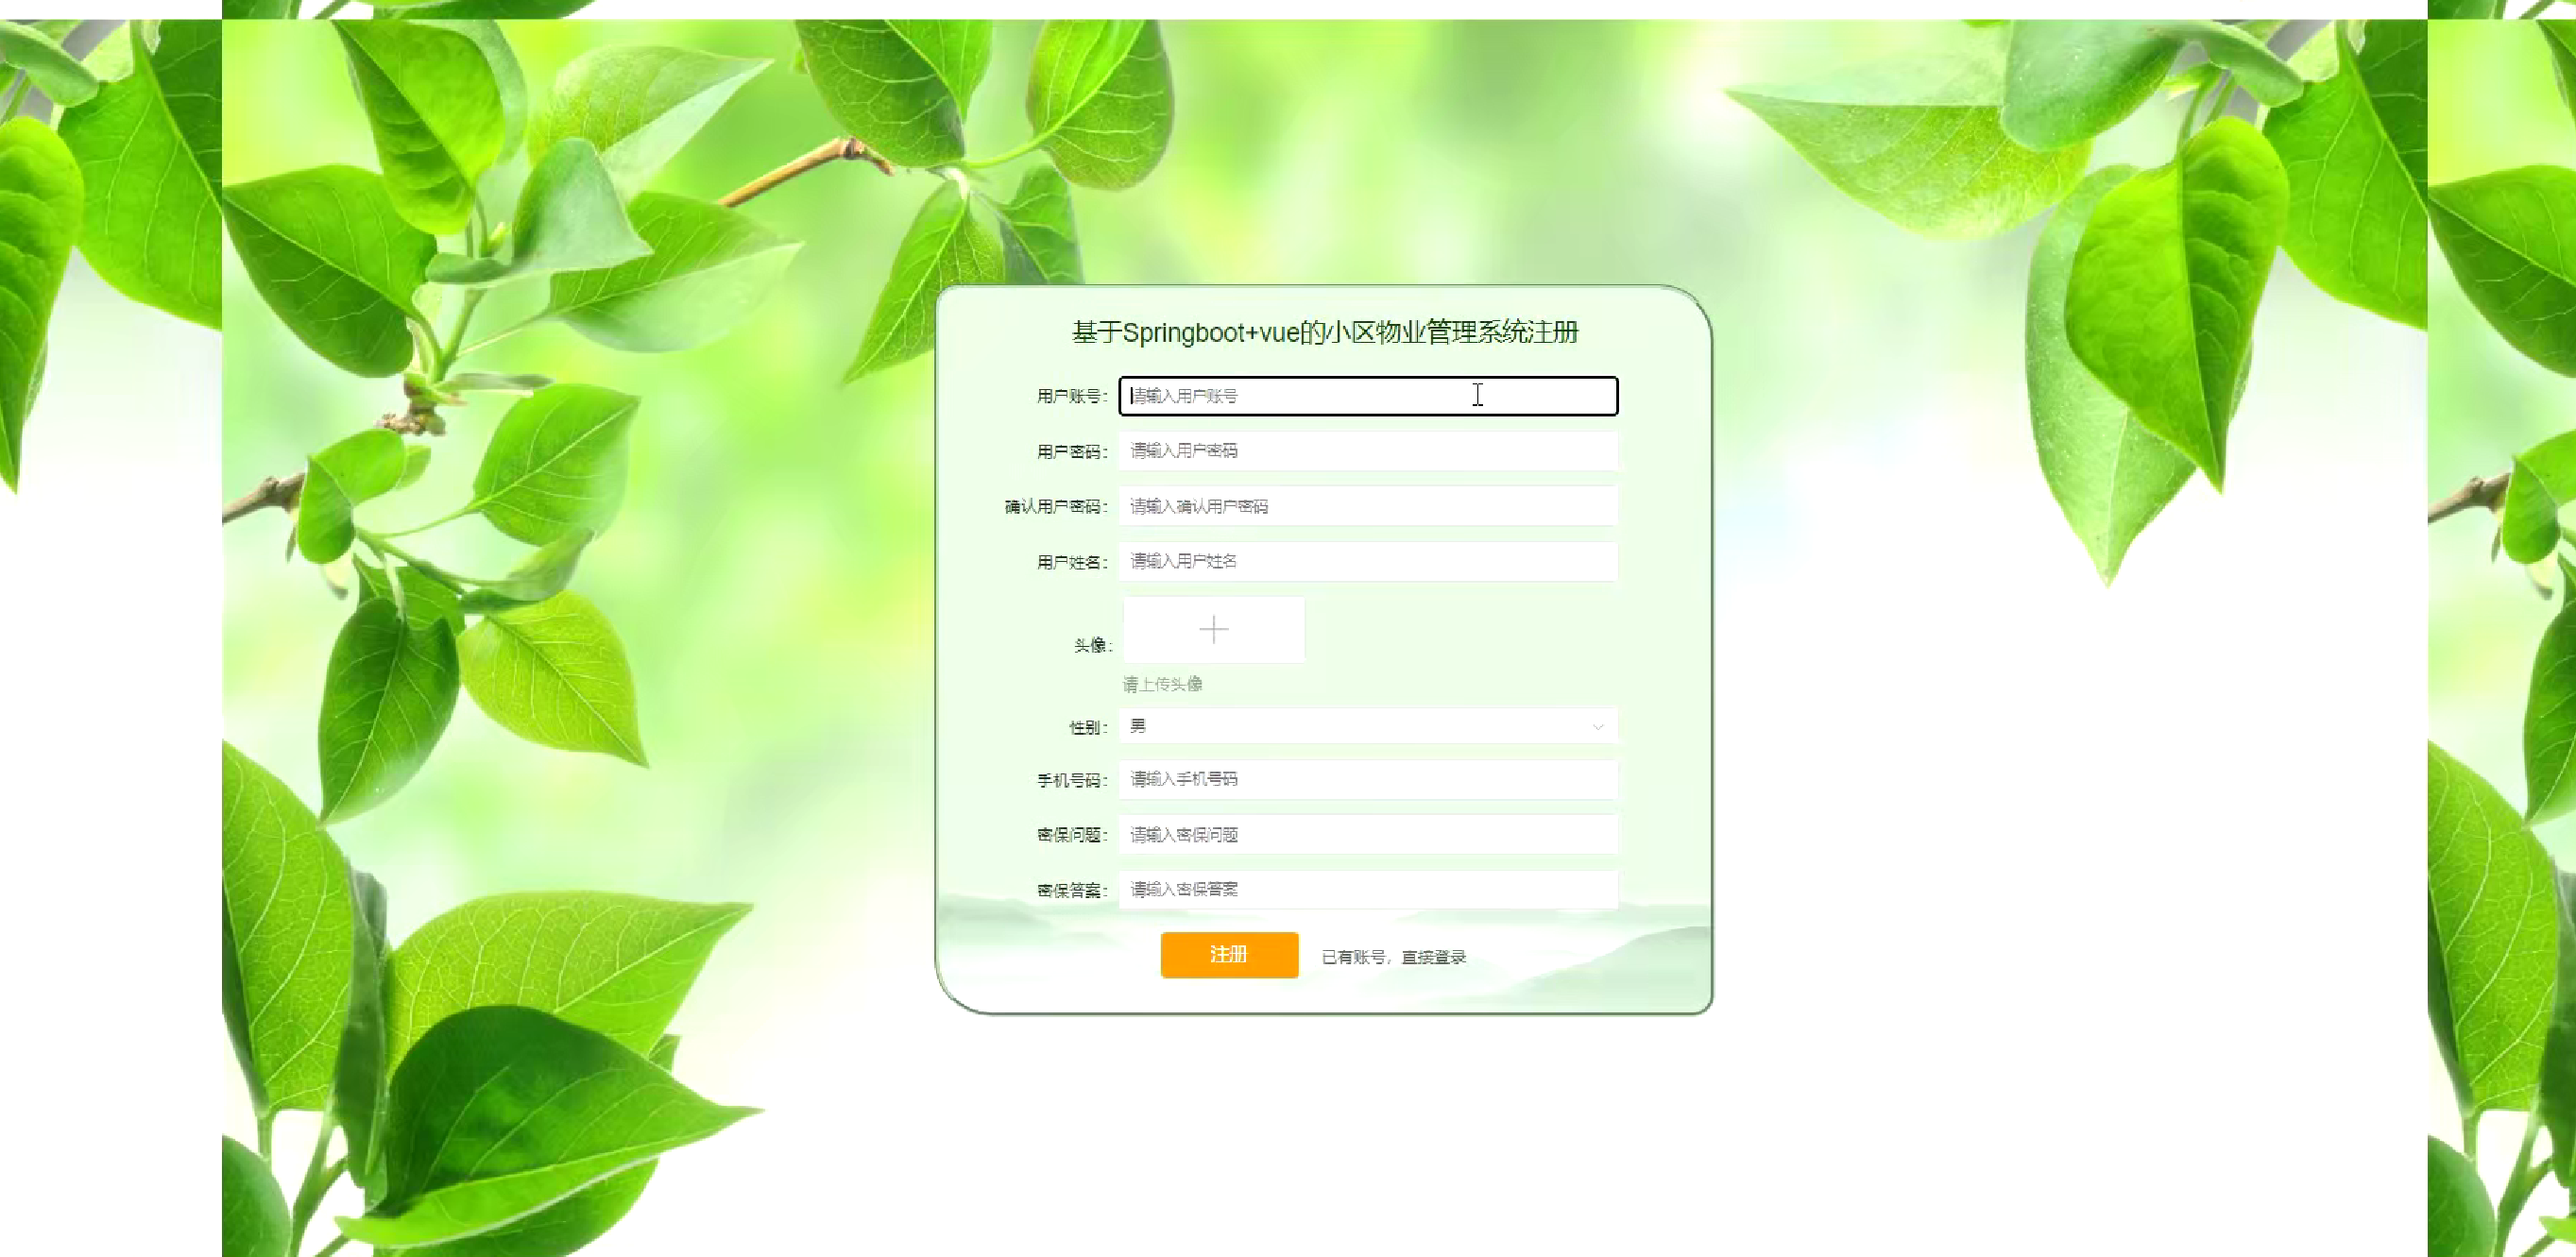 基于Springboot+vue的小区物业管理系统注册
用户账号： 请输入用户账号
用户密码： 请输入用户密码
确认用户密码： 请输入确认用户密码
用户姓名： 请输入用户姓名
头像：
请上传头像
性别： 男
手机号码： 请输入手机号码
密保问题： 请输入密保问题
密保答案： 请输入密保答案
注册 已有账号，直接登录